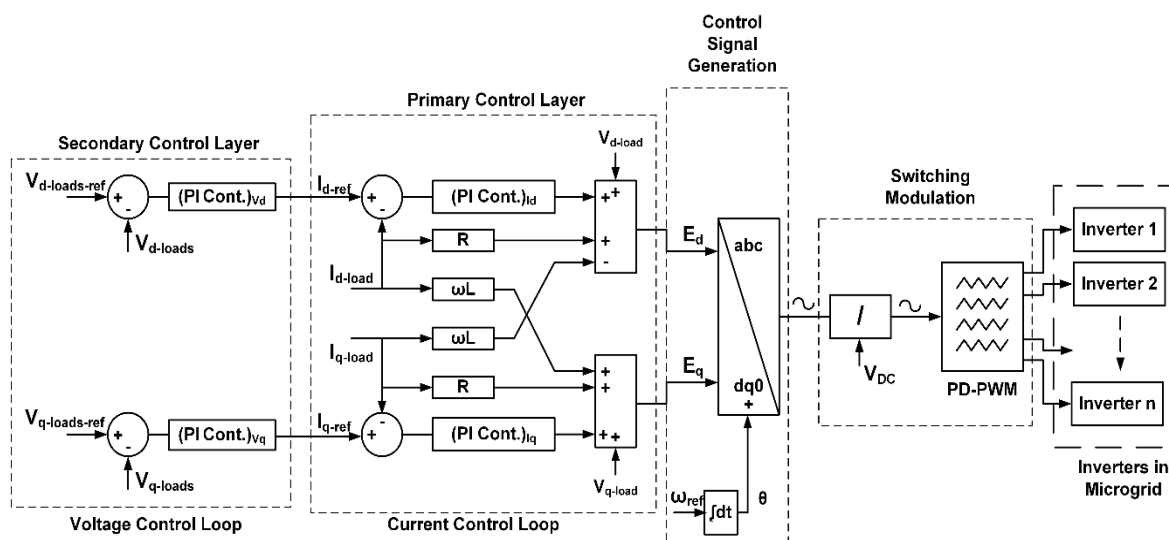 Control
Signal
Generation
Primary Control Layer
Secondary Control Layer
Switching
Modulation
V_d-loads-ref
+
-
V_d-loads
(PI Cont.)_Vd
I_d-ref
+
-
(PI Cont.)_Id
V_d-load
+
+
+
-
R
I_d-load
ωL
I_q-load
ωL
R
+
+
+
+
V_q-load
V_q-loads-ref
+
-
V_q-loads
(PI Cont.)_Vq
I_q-ref
+
-
(PI Cont.)_Iq
E_d
E_q
abc
dq0
+
ω_ref
∫dt
θ
/
V_DC
PD-PWM
Inverter 1
Inverter 2
Inverter n
Inverters in
Microgrid
Voltage Control Loop
Current Control Loop